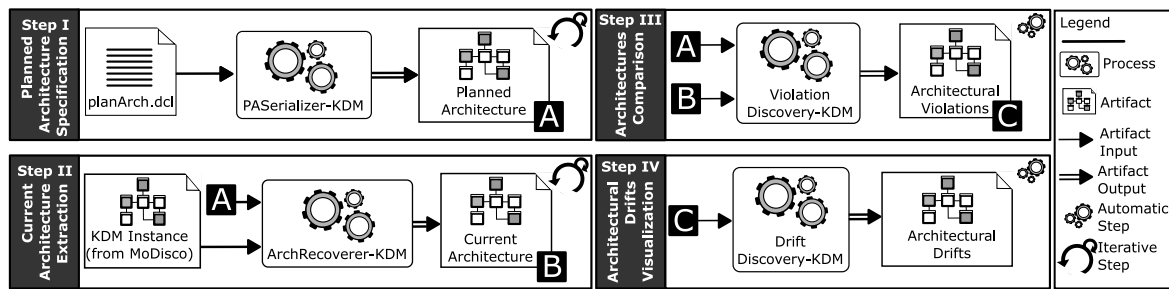 Step I
Planned
Architecture
Specification
planArch.dcl
PASerializer-KDM
Planned
Architecture
A
Step II
Current
Architecture
Extraction
KDM Instance
(from MoDisco)
A
ArchRecoverer-KDM
Current
Architecture
B
Step III
Architectures
Comparison
A
B
Violation
Discovery-KDM
Architectural
Violations
C
Step IV
Architectural
Drifts
Visualization
C
Drift
Discovery-KDM
Architectural
Drifts
Legend
Process
Artifact
Artifact
Input
Artifact
Output
Automatic
Step
Iterative
Step